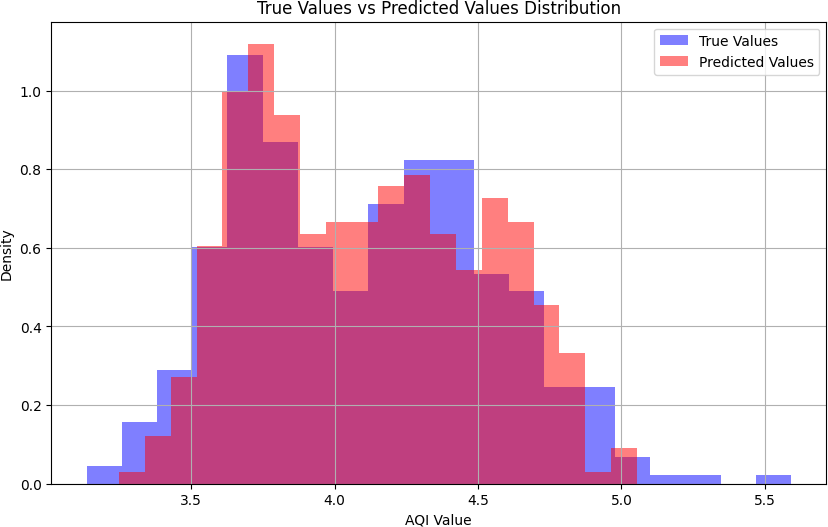 True Values vs Predicted Values Distribution
True Values
Predicted Values
Density
1.0
0.8
0.6
0.4
0.2
0.0
3.5 4.0 4.5 5.0 5.5
AQI Value